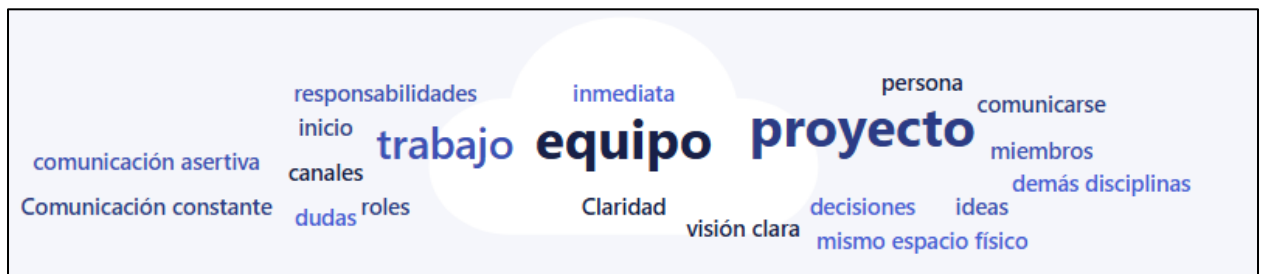 persona
responsabilidades
inmediata
comunicarse
inicio
trabajo
equipo
proyecto
comunicación asertiva
miembros
canales
demás disciplinas
Comunicación constante
dudas
roles
Claridad
decisiones
ideas
visión clara
mismo espacio físico